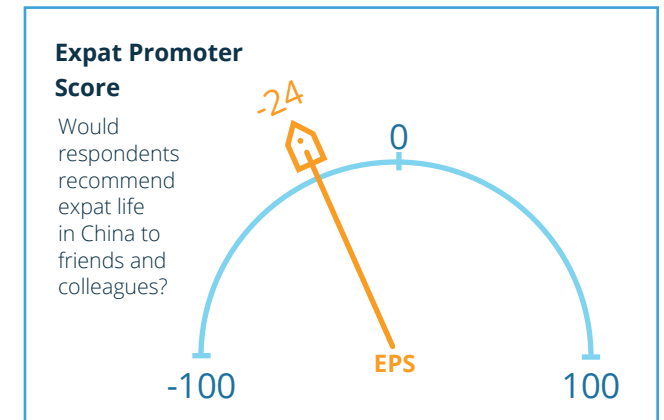 Expat Promoter
Score
Would
respondents
recommend
expat life
in China to
friends and
colleagues?
-24
0
EPS
-100
100